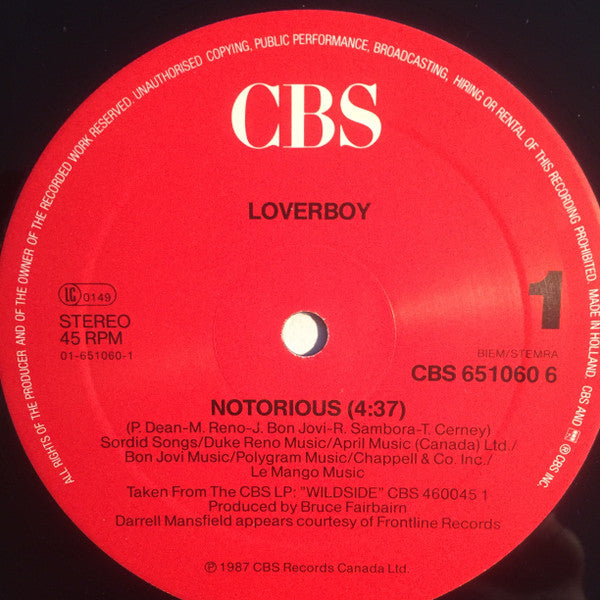 ALL RIGHTS OF THE PRODUCER AND OF THE OWNER OF THE RECORDED WORK RESERVED. UNAUTHORISED COPYING, PUBLIC PERFORMANCE, BROADCASTING, HIRING OR RENTAL OF THIS RECORDING PROHIBITED. MADE IN HOLLAND. CBS AND ℗ CBS INC.
CBS
LOVERBOY
LC 0149
STEREO
45 RPM
01-651060-1
1
BIEM/STEMRA
CBS 651060 6
NOTORIOUS (4:37)
(P. Dean-M. Reno-J. Bon Jovi-R. Sambora-T. Cerney)
Sordid Songs/Duke Reno Music/April Music (Canada) Ltd./
Bon Jovi Music/Polygram Music/Chappell & Co. Inc./
Le Mango Music
Taken From The CBS LP: "WILDSIDE" CBS 460045 1
Produced by Bruce Fairbairn
Darrell Mansfield appears courtesy of Frontline Records
℗ 1987 CBS Records Canada Ltd.